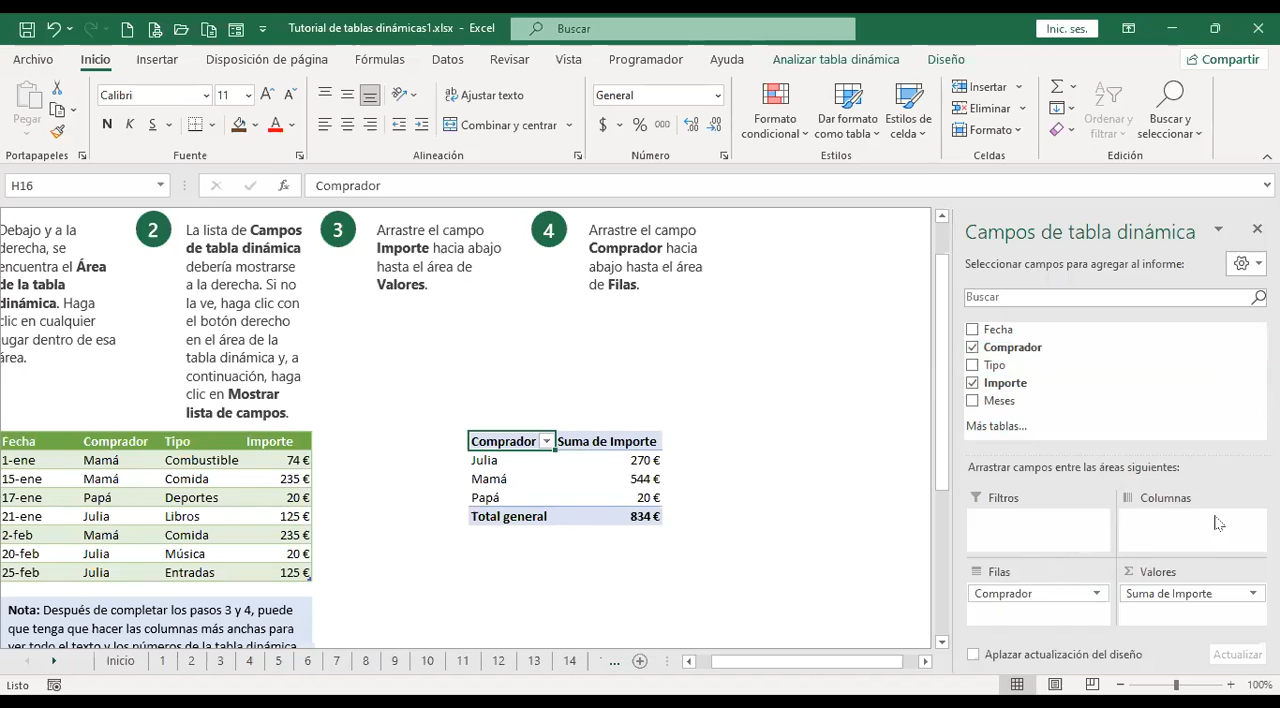 Tutorial de tablas dinámicas1.xlsx - Excel
Buscar
Inic. ses.
Archivo Inicio Insertar Disposición de página Fórmulas Datos Revisar Vista Programador Ayuda Analizar tabla dinámica Diseño Compartir
Pegar
Portapapeles
Calibri 11
N K S
Fuente
Ajustar texto
Combinar y centrar
Alineación
General
$ % 000
Número
Formato condicional
Dar formato como tabla
Estilos de celda
Estilos
Insertar
Eliminar
Formato
Celdas
Ordenar y filtrar
Buscar y seleccionar
Edición
H16 fx Comprador
Debajo y a la
derecha, se
encuentra el Área
de la tabla
dinámica. Haga
clic en cualquier
lugar dentro de esa
área.
2
La lista de Campos
de tabla dinámica
debería mostrarse
a la derecha. Si no
la ve, haga clic con
el botón derecho
en el área de la
tabla dinámica y, a
continuación, haga
clic en Mostrar
lista de campos.
3
Arrastre el campo
Importe hacia abajo
hasta el área de
Valores.
4
Arrastre el campo
Comprador hacia
abajo hasta el área
de Filas.
Fecha Comprador Tipo Importe
1-ene Mamá Combustible 74 €
15-ene Mamá Comida 235 €
17-ene Papá Deportes 20 €
21-ene Julia Libros 125 €
2-feb Mamá Comida 235 €
20-feb Julia Música 20 €
25-feb Julia Entradas 125 €
Comprador Suma de Importe
Julia 270 €
Mamá 544 €
Papá 20 €
Total general 834 €
Nota: Después de completar los pasos 3 y 4, puede
que tenga que hacer las columnas más anchas para
ver todo el texto y los números de la tabla dinámica
Campos de tabla dinámica
Seleccionar campos para agregar al informe:
Buscar
Fecha
Comprador
Tipo
Importe
Meses
Más tablas...
Arrastrar campos entre las áreas siguientes:
Filtros
Columnas
Filas
Comprador
Σ Valores
Suma de Importe
Aplazar actualización del diseño
Actualizar
Inicio 1 2 3 4 5 6 7 8 9 10 11 12 13 14 ...
Listo
100%